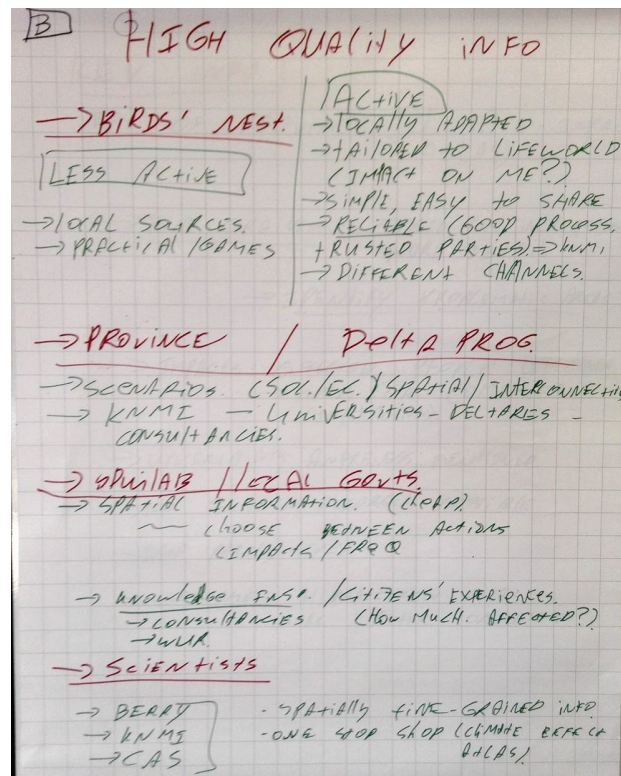 B
HIGH QUALITY INFO
→ BIRDS' NEST.
LESS ACTIVE
→ LOCAL SOURCES.
→ PRACTICAL / GAMES
ACTIVE
→ LOCALLY ADAPTED
→ TAILORED TO LIFEWORLD
(IMPACT ON ME?)
→ SIMPLE, EASY TO SHARE
→ RELIABLE (GOOD PROCESS,
TRUSTED PARTIES) => KNMI
→ DIFFERENT CHANNELS.
→ PROVINCE / DELTA PROG.
→ SCENARIOS. (SOC./EC.) SPATIAL / INTERCONNECTIVITY
→ KNMI - UNIVERSITIES - DELTARES -
CONSULTANCIES.
→ / LOCAL GOVTS.
→ SPATIAL INFORMATION. (CHEAP)
CHOOSE BETWEEN ACTIONS
(IMPACTS / FREQ
→ KNOWLEDGE INST. / CITIZENS' EXPERIENCES.
→ CONSULTANCIES (HOW MUCH AFFECTED?)
→ WUR.
→ SCIENTISTS
→ BERRY - SPATIALLY FINE-GRAINED INFO
→ KNMI - ONE STOP SHOP (CLIMATE EFFECT
→ CAS ATLAS)